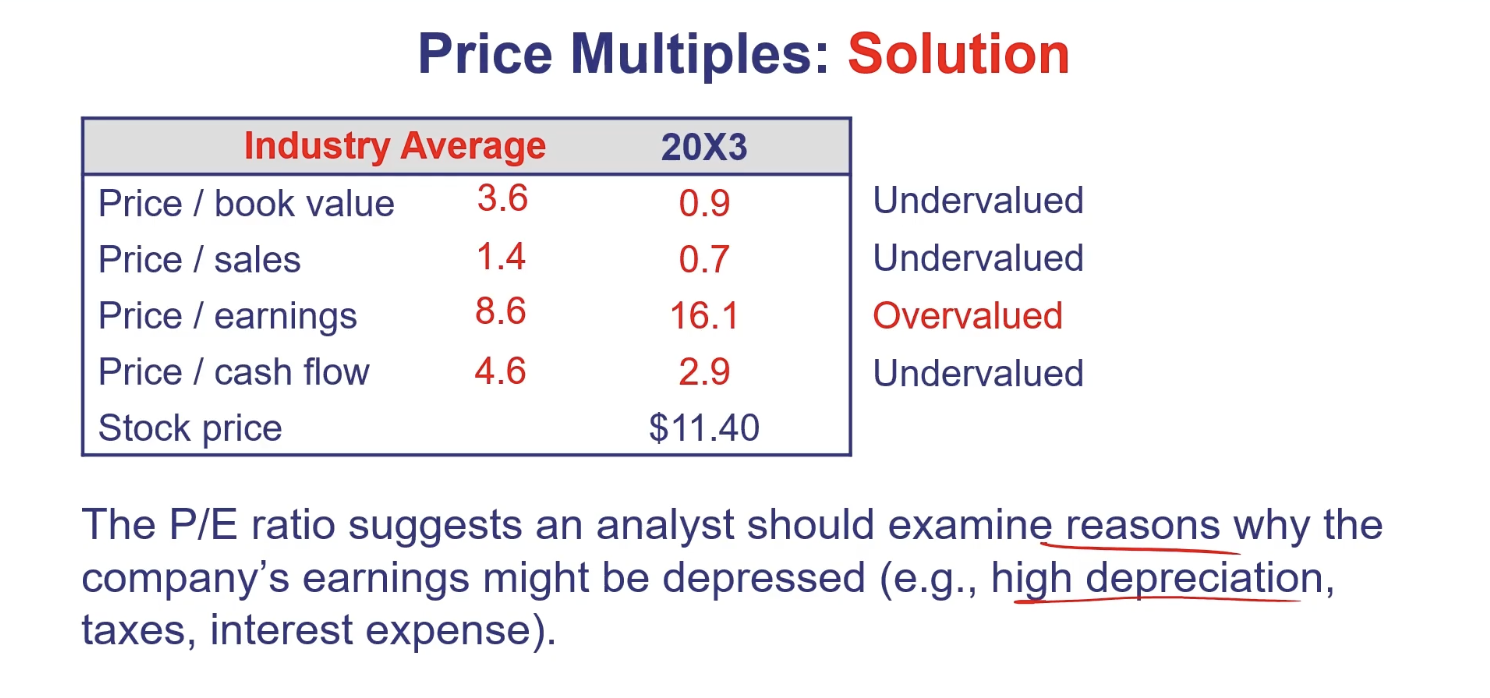 Price Multiples: Solution
Industry Average 20X3
Price / book value 3.6 0.9 Undervalued
Price / sales 1.4 0.7 Undervalued
Price / earnings 8.6 16.1 Overvalued
Price / cash flow 4.6 2.9 Undervalued
Stock price $11.40
The P/E ratio suggests an analyst should examine reasons why the
company’s earnings might be depressed (e.g., high depreciation,
taxes, interest expense).